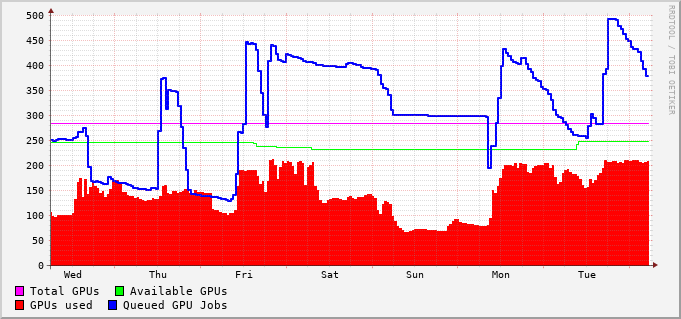 500
450
400
350
300
250
200
150
100
50
0
Wed Thu Fri Sat Sun Mon Tue
Total GPUs Available GPUs
GPUs used Queued GPU Jobs
RRDTOOL / TOBI OETIKER